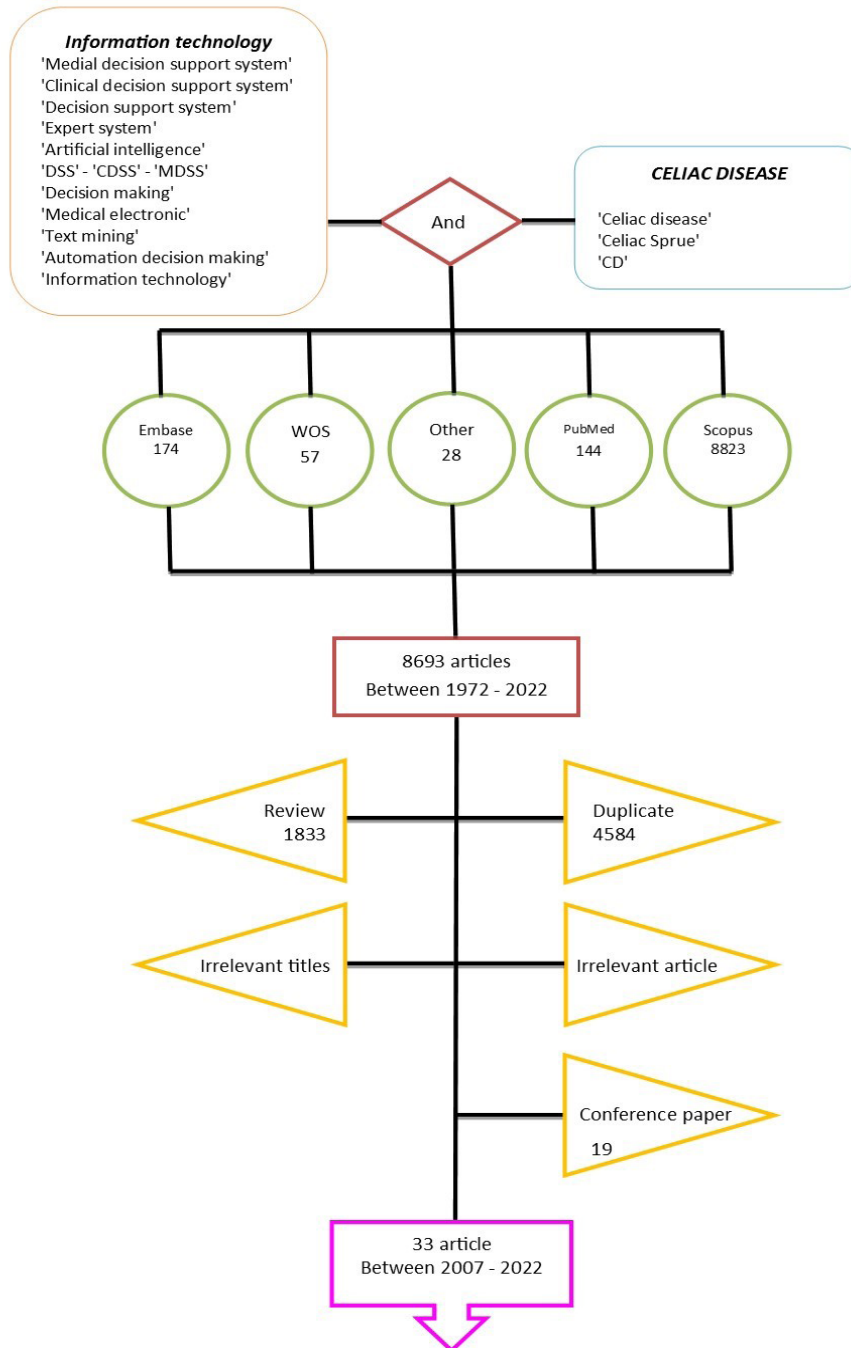 Information technology
'Medial decision support system'
'Clinical decision support system'
'Decision support system'
'Expert system'
'Artificial intelligence'
'DSS' - 'CDSS' - 'MDSS'
'Decision making'
'Medical electronic'
'Text mining'
'Automation decision making'
'Information technology'
And
CELIAC DISEASE
'Celiac disease'
'Celiac Sprue'
'CD'
Embase
174
WOS
57
Other
28
PubMed
144
Scopus
8823
8693 articles
Between 1972 - 2022
Review
1833
Duplicate
4584
Irrelevant titles
Irrelevant article
Conference paper
19
33 article
Between 2007 - 2022